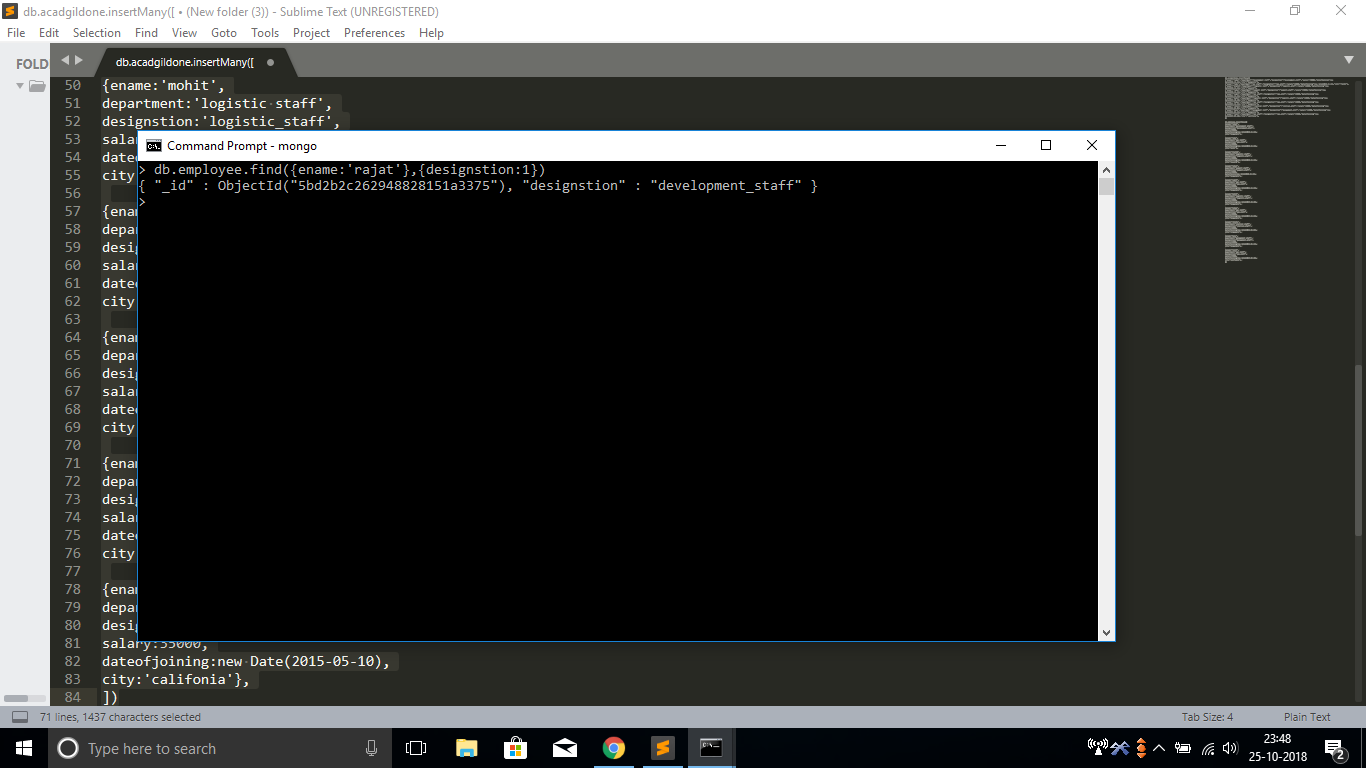 db.acadgildone.insertMany([ • (New folder (3)) - Sublime Text (UNREGISTERED)
File Edit Selection Find View Goto Tools Project Preferences Help
FOLD
db.acadgildone.insertMany([
50 {ename:'mohit',
51 department:'logistic staff',
52 designstion:'logistic_staff',
53 sala
54 date
55 city
56
57 {ena
58 depa
59 desi
60 sala
61 date
62 city
63
64 {ena
65 depa
66 desi
67 sala
68 date
69 city
70
71 {ena
72 depa
73 desi
74 sala
75 date
76 city
77
78 {ena
79 depa
80 desi
81 salary:35000,
82 dateofjoining:new Date(2015-05-10),
83 city:'califonia'},
84 ])
Command Prompt - mongo
> db.employee.find({ename:'rajat'},{designstion:1})
{ "_id" : ObjectId("5bd2b2c262948828151a3375"), "designstion" : "development_staff" }
>
71 lines, 1437 characters selected
Tab Size: 4
Plain Text
Type here to search
23:48
25-10-2018
2